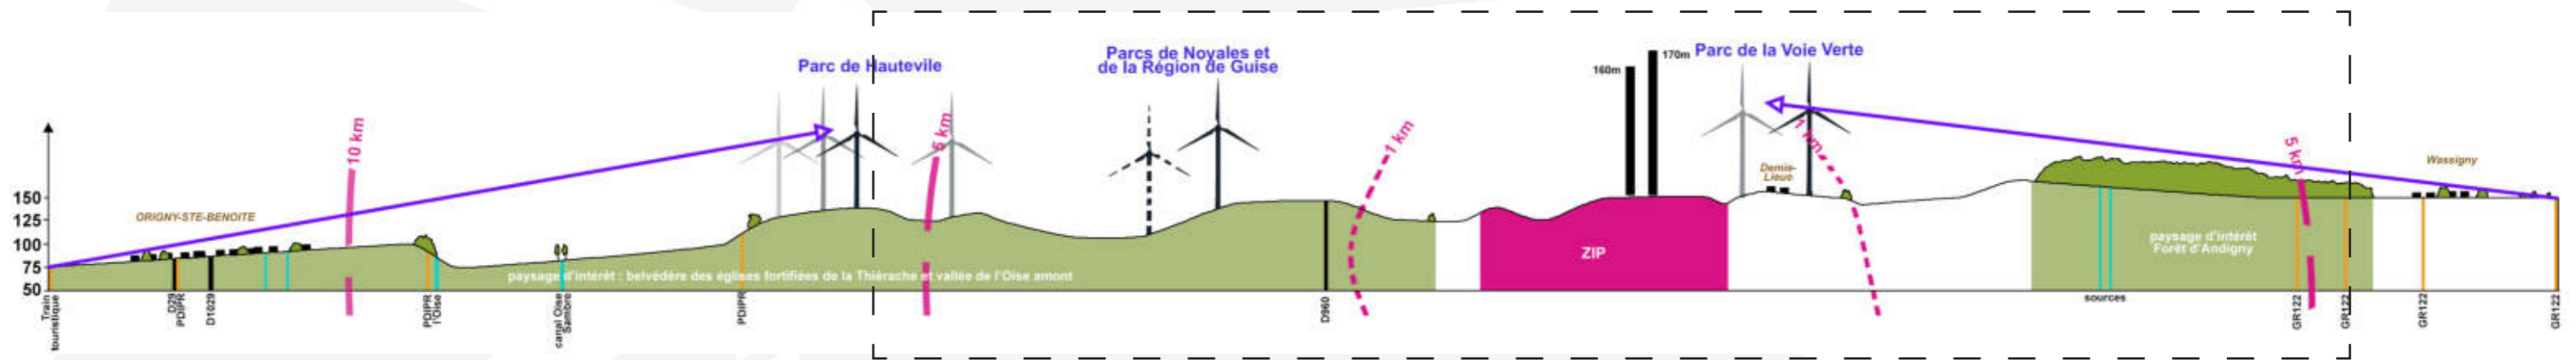 Parc de Hautevile
Parcs de Noyales et
de la Région de Guise
160m
170m
Parc de la Voie Verte
10 km
5 km
1 km
1 km
5 km
Demie-
Lieue
Wassigny
ORIGNY-STE-BENOITE
150
125
100
75
50
paysage d'intérêt : belvédère des églises fortifiées de la Thiérache et vallée de l'Oise amont
ZIP
paysage d'intérêt
Forêt d'Andigny
Train
touristique
D29
PDIPR
D1029
PDIPR
l'Oise
canal Oise
Sambre
PDIPR
D960
sources
GR122
GR122
GR122
GR122